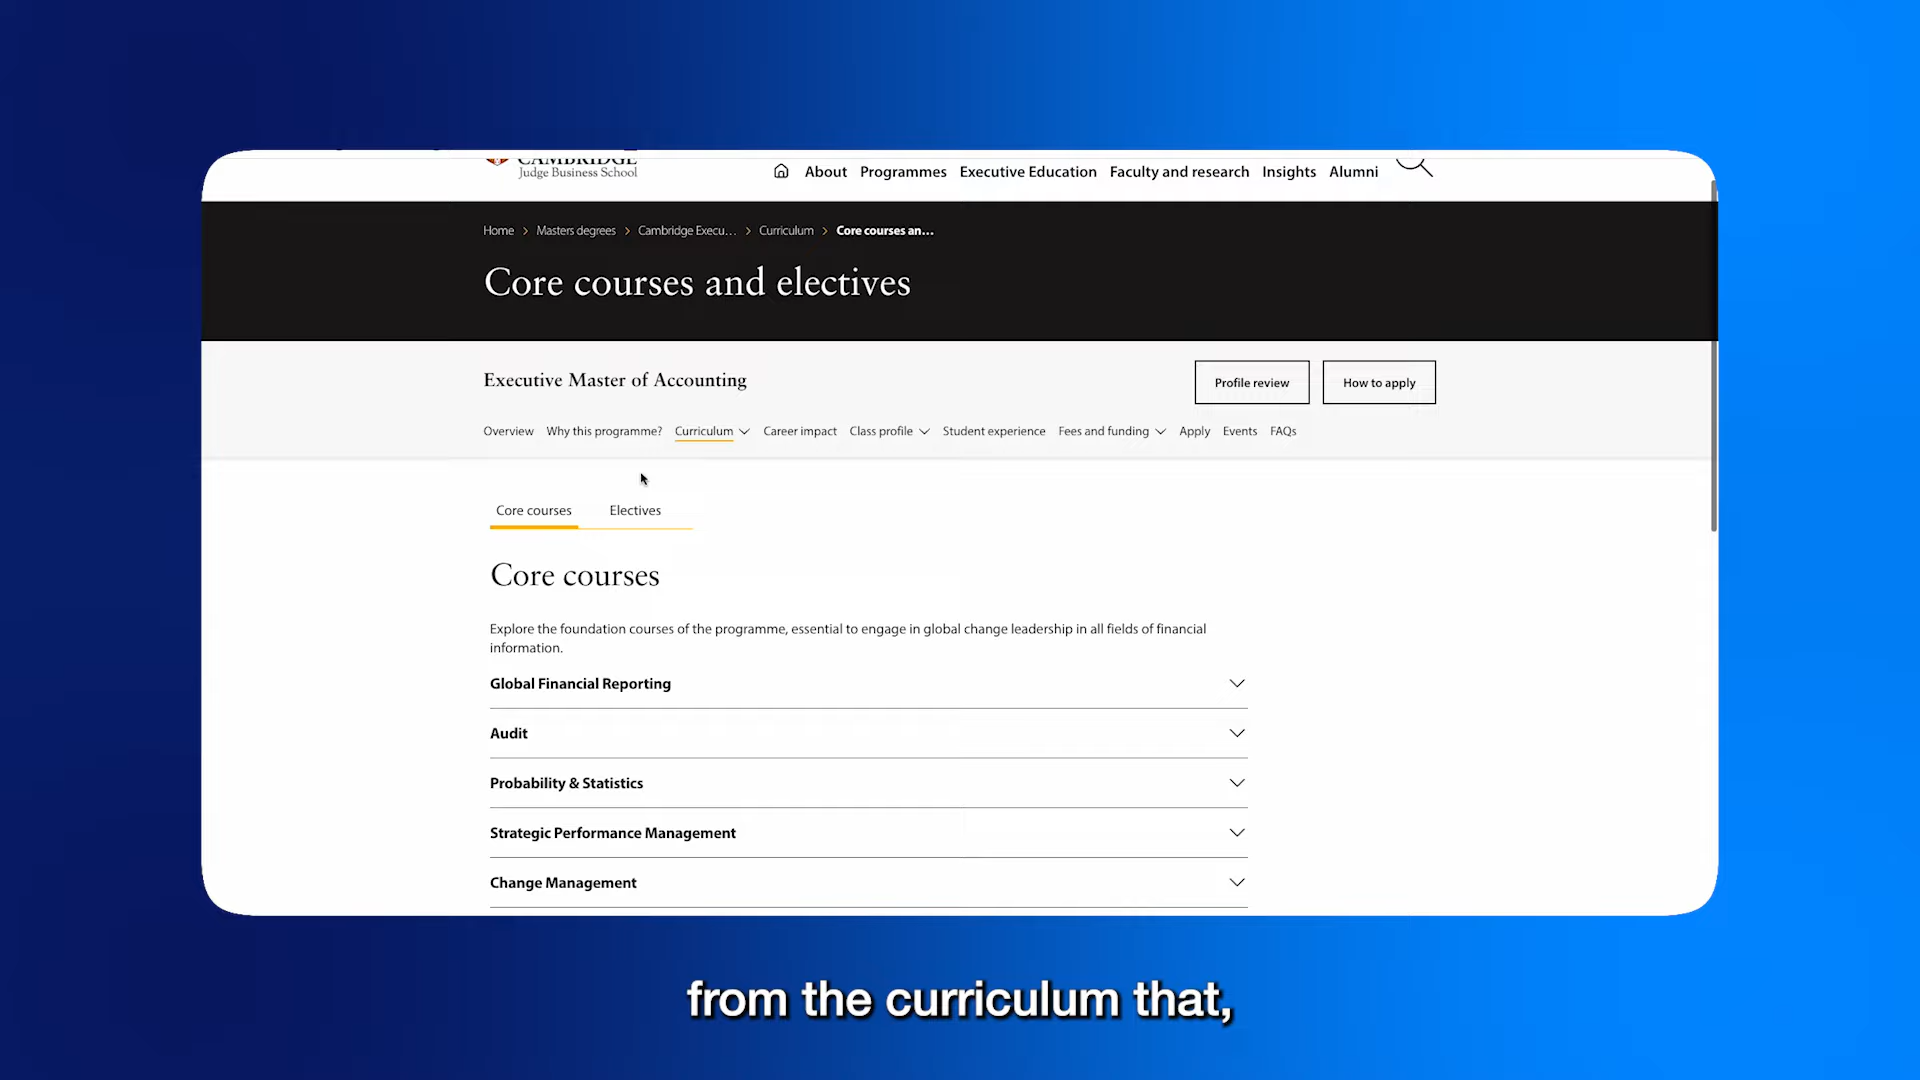 CAMBRIDGE
Judge Business School
About Programmes Executive Education Faculty and research Insights Alumni
Home > Masters degrees > Cambridge Execu... > Curriculum > Core courses an...
Core courses and electives
Executive Master of Accounting
Profile review
How to apply
Overview Why this programme? Curriculum Career impact Class profile Student experience Fees and funding Apply Events FAQs
Core courses Electives
Core courses
Explore the foundation courses of the programme, essential to engage in global change leadership in all fields of financial
information.
Global Financial Reporting
Audit
Probability & Statistics
Strategic Performance Management
Change Management
from the curriculum that,